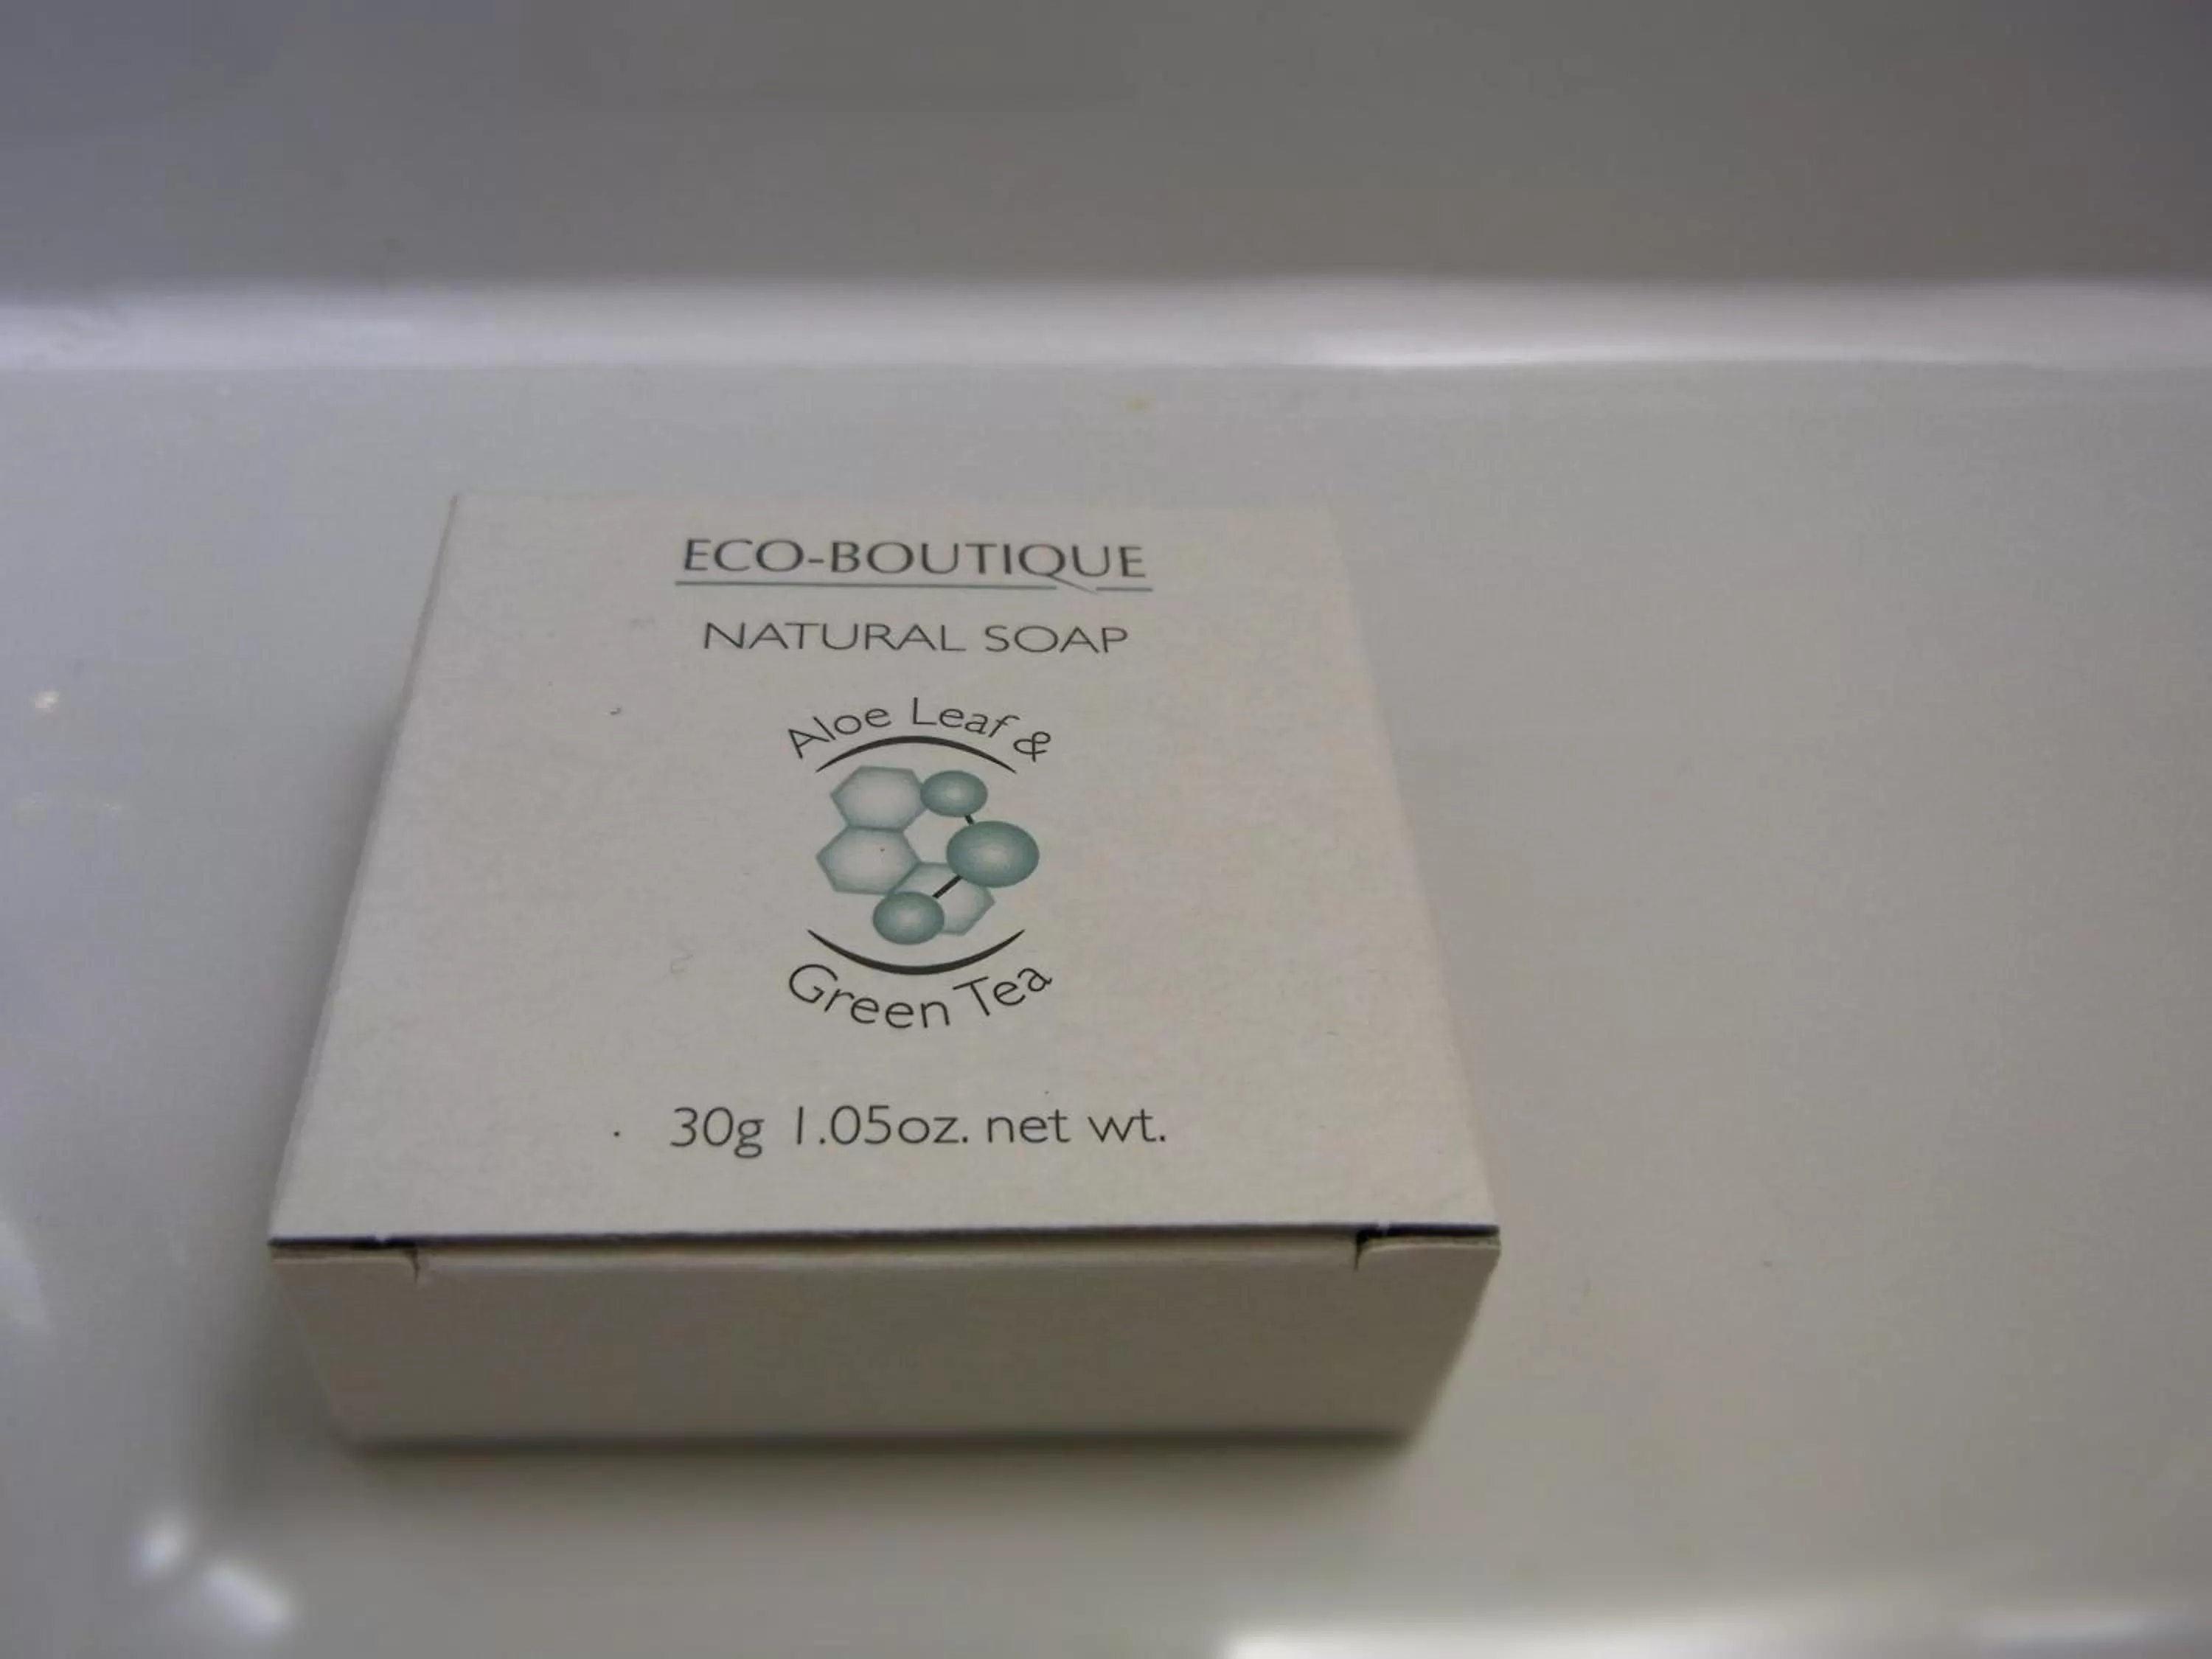 ECO-BOUTIQUE
NATURAL SOAP
Aloe Leaf &
Green Tea
30g 1.05oz. net wt.